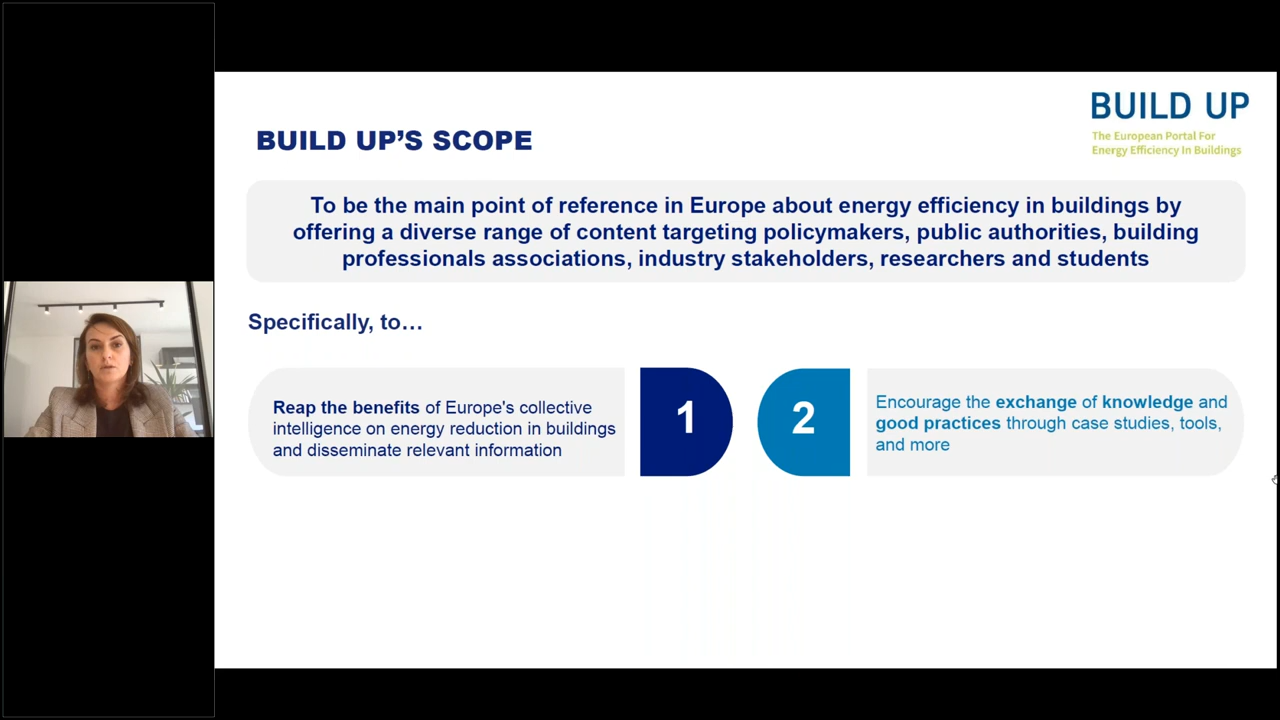 BUILD UP
The European Portal For
Energy Efficiency In Buildings
BUILD UP'S SCOPE
To be the main point of reference in Europe about energy efficiency in buildings by
offering a diverse range of content targeting policymakers, public authorities, building
professionals associations, industry stakeholders, researchers and students
Specifically, to…
Reap the benefits of Europe's collective
intelligence on energy reduction in buildings
and disseminate relevant information
1
2
Encourage the exchange of knowledge and
good practices through case studies, tools,
and more